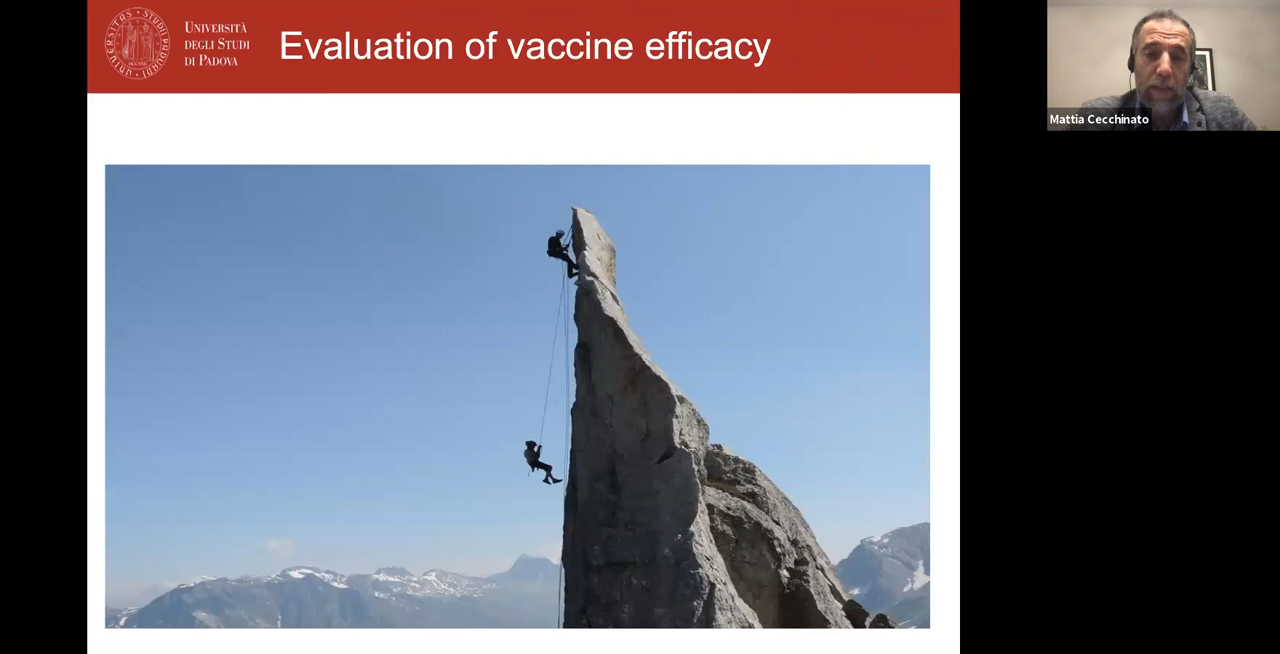 Università
degli Studi
di Padova
Evaluation of vaccine efficacy
Mattia Cecchinato